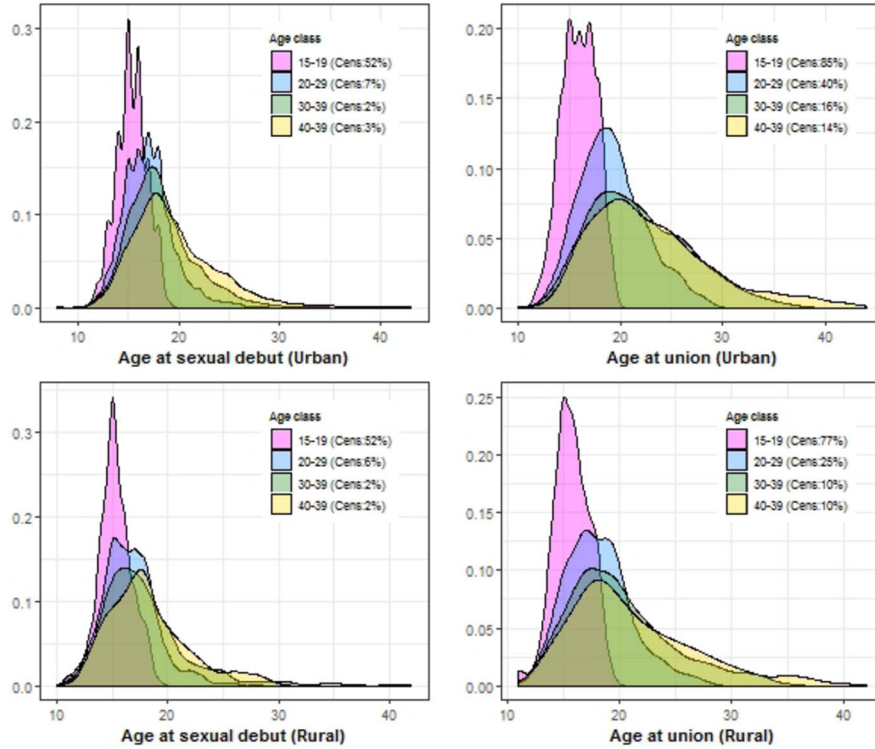 0.3
0.2
0.1
0.0
Age class
15-19 (Cens:52%)
20-29 (Cens:7%)
30-39 (Cens:2%)
40-39 (Cens:3%)
10 20 30 40
Age at sexual debut (Urban)
0.20
0.15
0.10
0.05
0.00
Age class
15-19 (Cens:85%)
20-29 (Cens:40%)
30-39 (Cens:16%)
40-39 (Cens:14%)
10 20 30 40
Age at union (Urban)
0.3
0.2
0.1
0.0
Age class
15-19 (Cens:52%)
20-29 (Cens:6%)
30-39 (Cens:2%)
40-39 (Cens:2%)
10 20 30 40
Age at sexual debut (Rural)
0.25
0.20
0.15
0.10
0.05
0.00
Age class
15-19 (Cens:77%)
20-29 (Cens:25%)
30-39 (Cens:10%)
40-39 (Cens:10%)
20 30 40
Age at union (Rural)